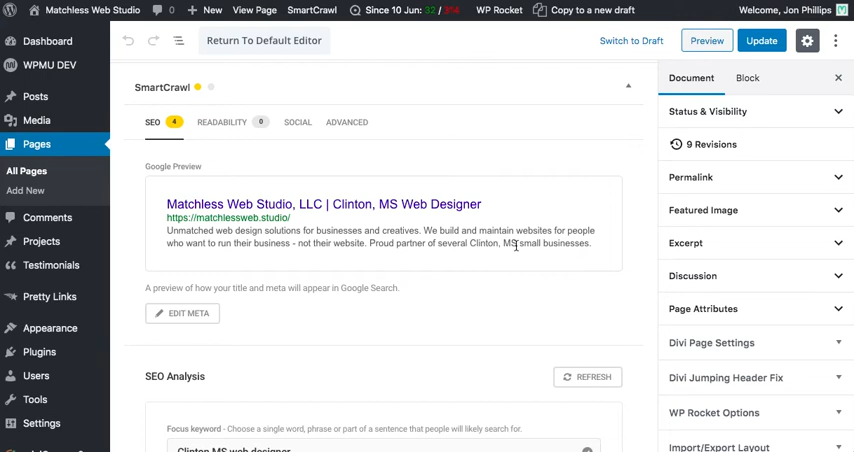 Matchless Web Studio 0 New View Page SmartCrawl Since 10 Jun: 32 / WP Rocket Copy to a new draft Welcome, Jon Phillips
Dashboard
WPMU DEV
Posts
Media
Pages
All Pages
Add New
Comments
Projects
Testimonials
Pretty Links
Appearance
Plugins
Users
Tools
Settings
Return To Default Editor
Switch to Draft Preview Update
SmartCrawl
SEO 4 READABILITY 0 SOCIAL ADVANCED
Google Preview
Matchless Web Studio, LLC | Clinton, MS Web Designer
https://matchlessweb.studio/
Unmatched web design solutions for businesses and creatives. We build and maintain websites for people
who want to run their business - not their website. Proud partner of several Clinton, MS small businesses.
A preview of how your title and meta will appear in Google Search.
EDIT META
SEO Analysis
REFRESH
Focus keyword - Choose a single word, phrase or part of a sentence that people will likely search for.
Clinton MS web designer
Document Block
Status & Visibility
9 Revisions
Permalink
Featured Image
Excerpt
Discussion
Page Attributes
Divi Page Settings
Divi Jumping Header Fix
WP Rocket Options
Import/Export Layout